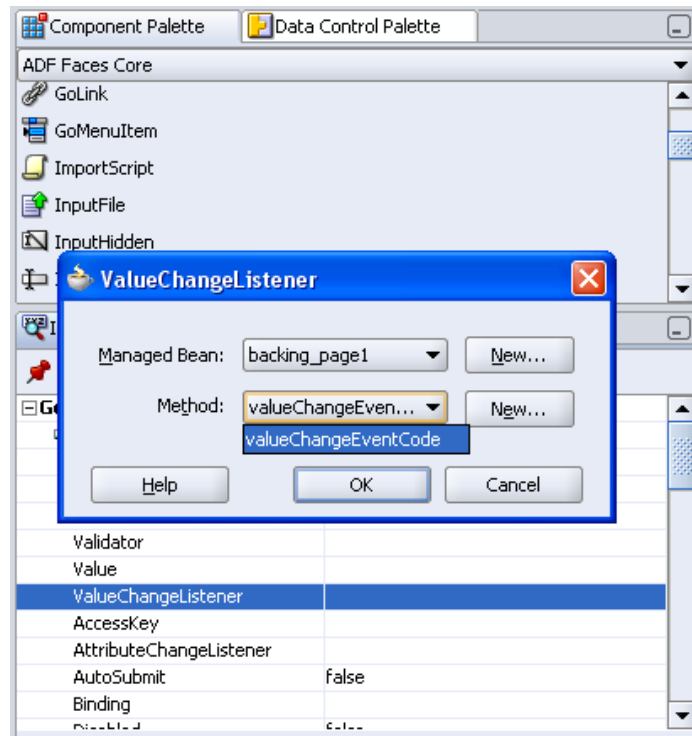 Component Palette Data Control Palette
ADF Faces Core
GoLink
GoMenuItem
ImportScript
InputFile
InputHidden
ValueChangeListener
Managed Bean: backing_page1 New...
Method: valueChangeEven... New...
valueChangeEventCode
Help OK Cancel
Validator
Value
ValueChangeListener
AccessKey
AttributeChangeListener
AutoSubmit false
Binding